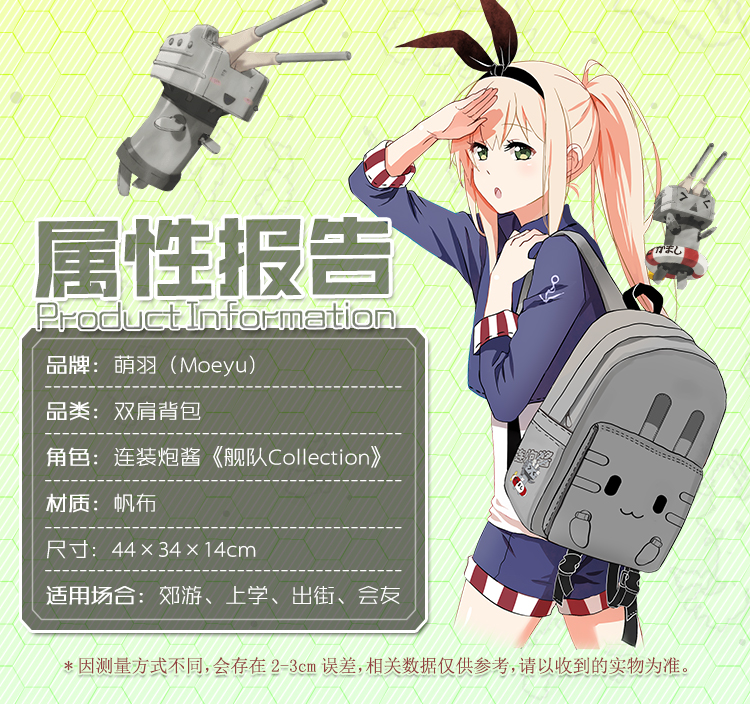 属性报告
Product Information
品牌：萌羽（Moeyu）
品类：双肩背包
角色：连装炮酱《舰队Collection》
材质：帆布
尺寸：44×34×14cm
适用场合：郊游、上学、出街、会友
かまし
*因测量方式不同,会存在2-3cm误差,相关数据仅供参考,请以收到的实物为准。